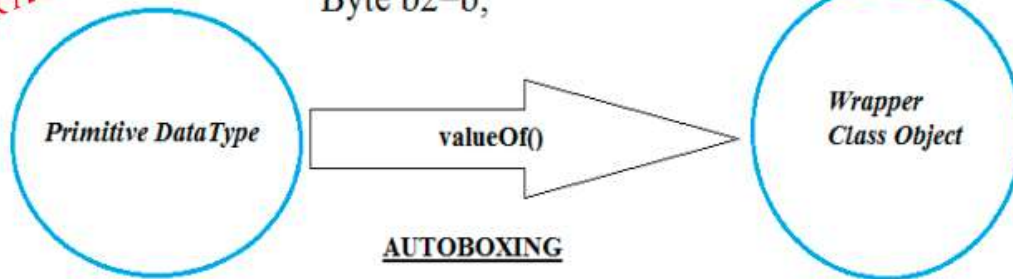 Byte b2=b;
Primitive DataType
valueOf()
Wrapper
Class Object
AUTOBOXING